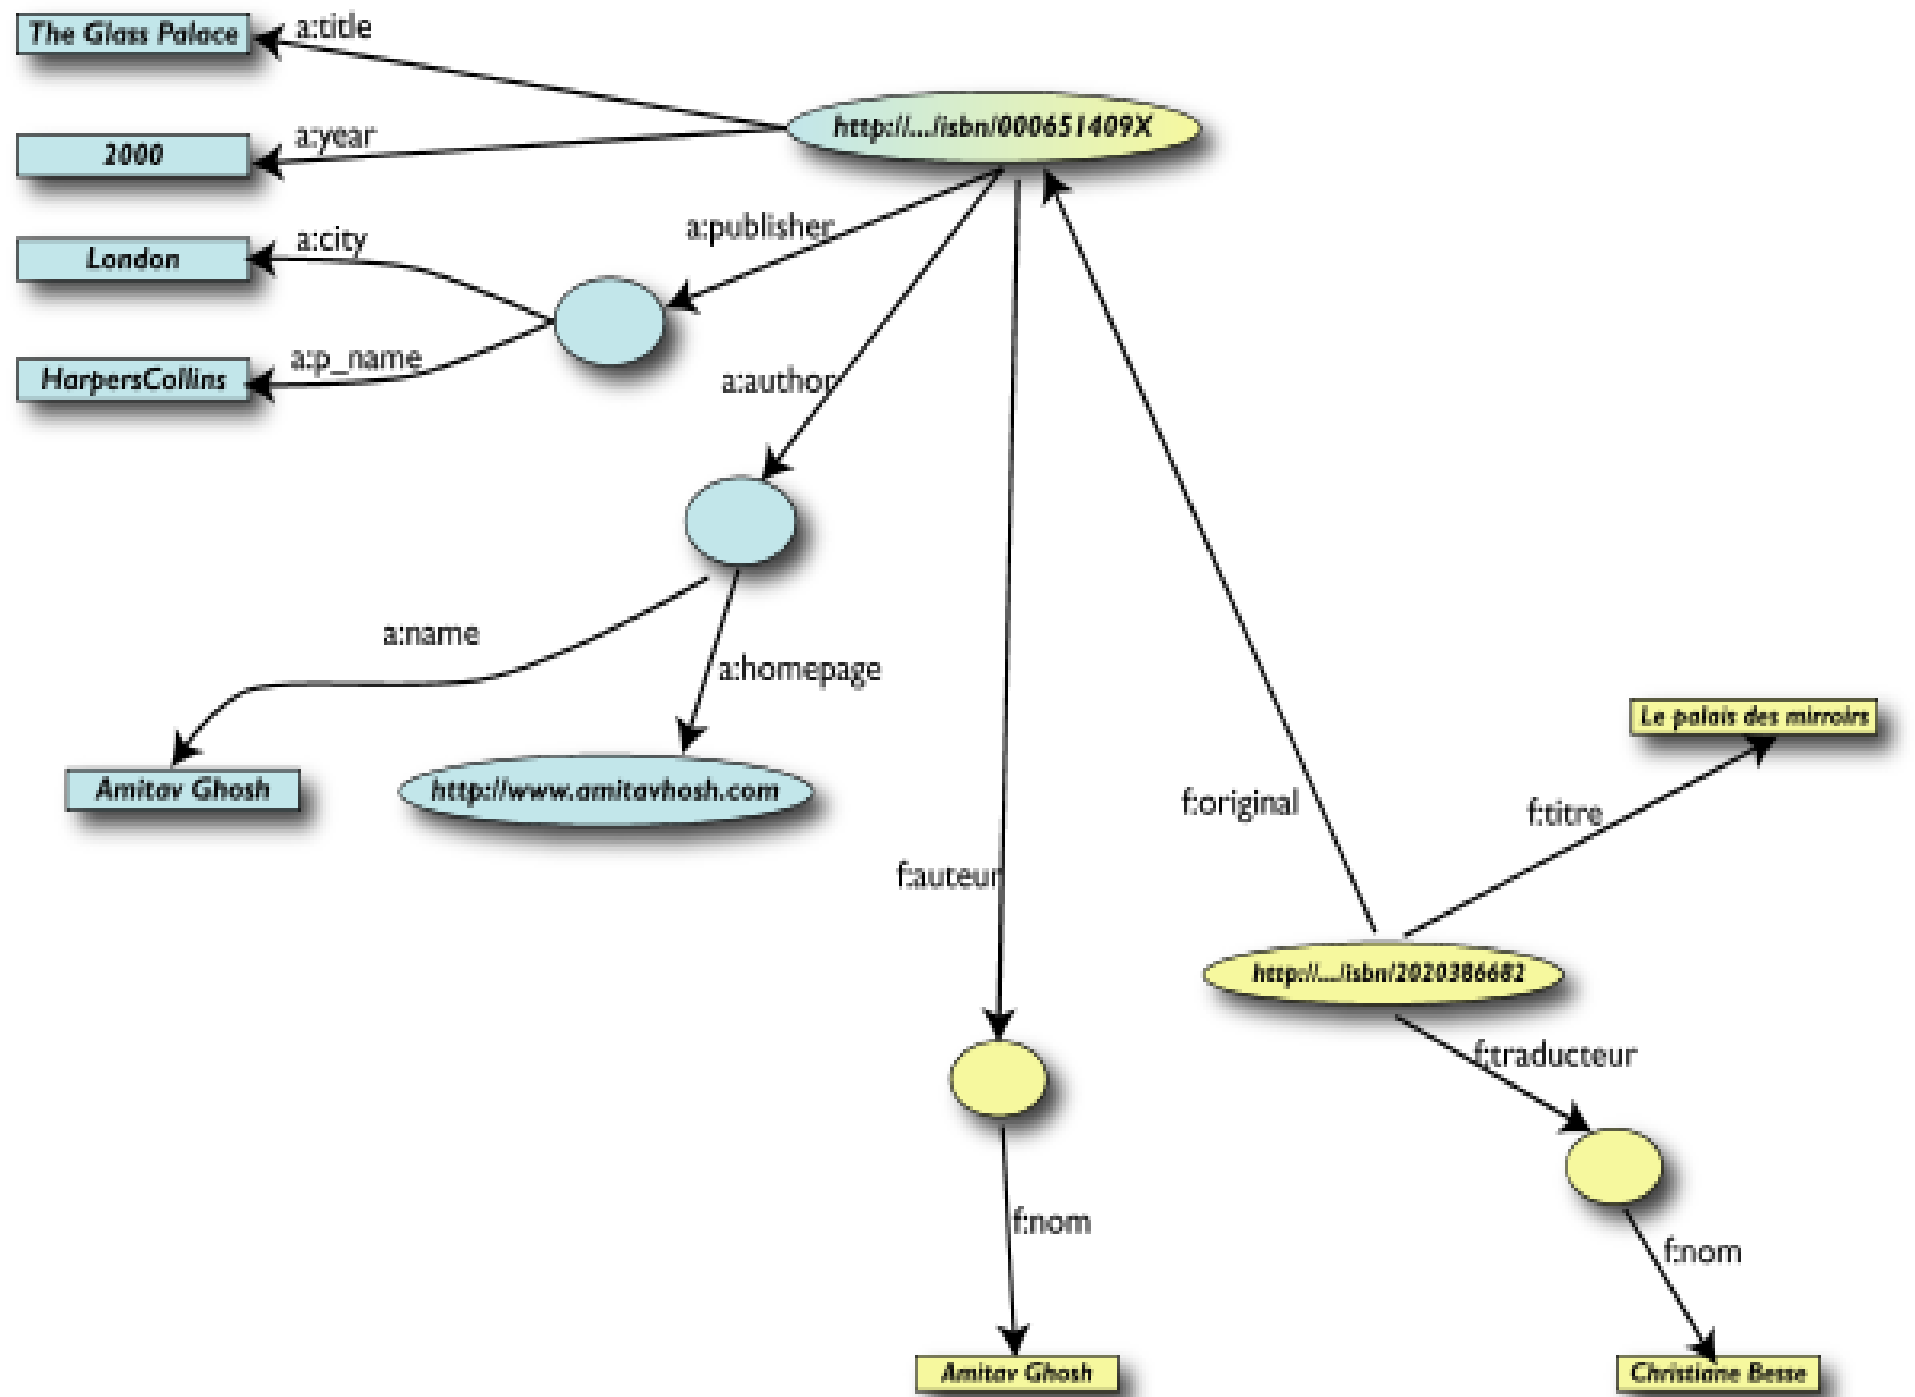 The Glass Palace
a:title
http://...isbn/000651409X
2000
a:year
a:publisher
London
a:city
HarpersCollins
a:p_name
a:author
a:name
a:homepage
Amitav Ghosh
http://www.amitavhosh.com
Le palais des mirroirs
f:original
f:titre
f:auteur
http://....isbn/2020386682
f:traducteur
f:nom
f:nom
Amitav Ghosh
Christiane Besse